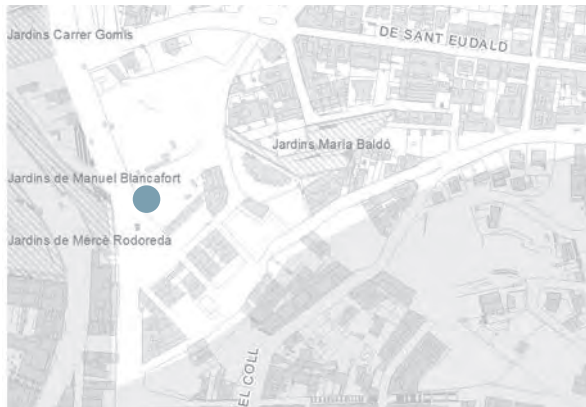 Jardins Carrer Gomis
DE SANT EUDALD
Jardins Maria Baldó
Jardins de Manuel Blancafort
Jardins de Mercè Rodoreda
EL COLL